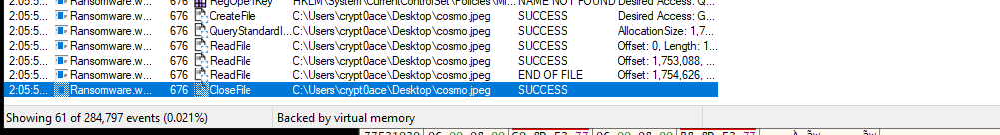 2:05:5... Ransomware.w... 676 RegOpenKey HKLM\System\CurrentControlSet\Policies\Mi... NAME NOT FOUND Desired Access: Q...
2:05:5... Ransomware.w... 676 CreateFile C:\Users\crypt0ace\Desktop\cosmo.jpeg SUCCESS Desired Access: G...
2:05:5... Ransomware.w... 676 QueryStandardI... C:\Users\crypt0ace\Desktop\cosmo.jpeg SUCCESS AllocationSize: 1,7...
2:05:5... Ransomware.w... 676 ReadFile C:\Users\crypt0ace\Desktop\cosmo.jpeg SUCCESS Offset: 0, Length: 1...
2:05:5... Ransomware.w... 676 ReadFile C:\Users\crypt0ace\Desktop\cosmo.jpeg SUCCESS Offset: 1,753,088, ...
2:05:5... Ransomware.w... 676 ReadFile C:\Users\crypt0ace\Desktop\cosmo.jpeg END OF FILE Offset: 1,754,626, ...
2:05:5... Ransomware.w... 676 CloseFile C:\Users\crypt0ace\Desktop\cosmo.jpeg SUCCESS
Showing 61 of 284,797 events (0.021%) Backed by virtual memory